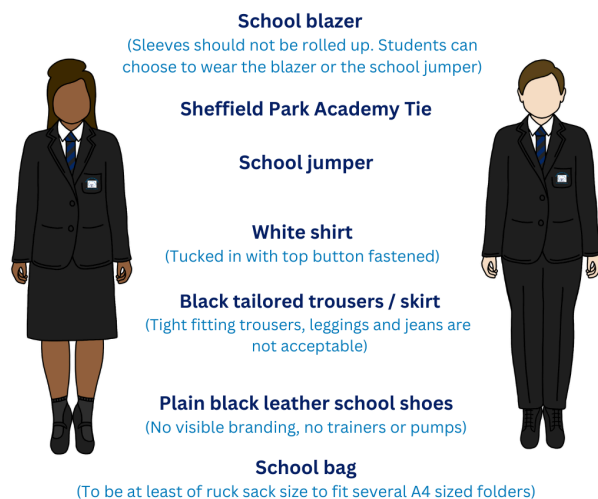 School blazer
(Sleeves should not be rolled up. Students can
choose to wear the blazer or the school jumper)
Sheffield Park Academy Tie
School jumper
White shirt
(Tucked in with top button fastened)
Black tailored trousers / skirt
(Tight fitting trousers, leggings and jeans are
not acceptable)
Plain black leather school shoes
(No visible branding, no trainers or pumps)
School bag
(To be at least of ruck sack size to fit several A4 sized folders)